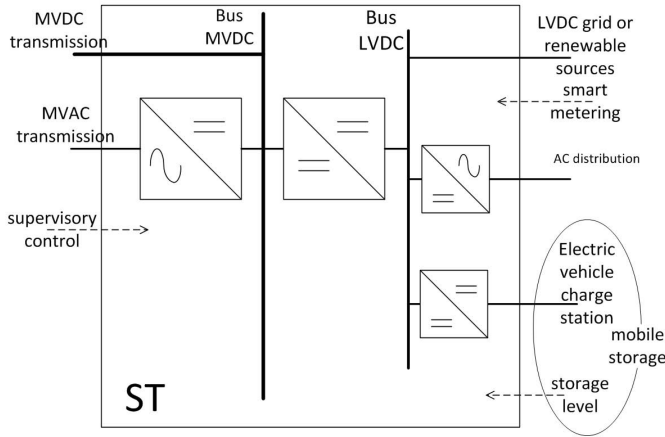 MVDC
transmission
Bus
MVDC
Bus
LVDC
LVDC grid or
renewable
sources
smart
metering
MVAC
transmission
AC distribution
supervisory
control
Electric
vehicle
charge
station
mobile
storage
storage
level
ST